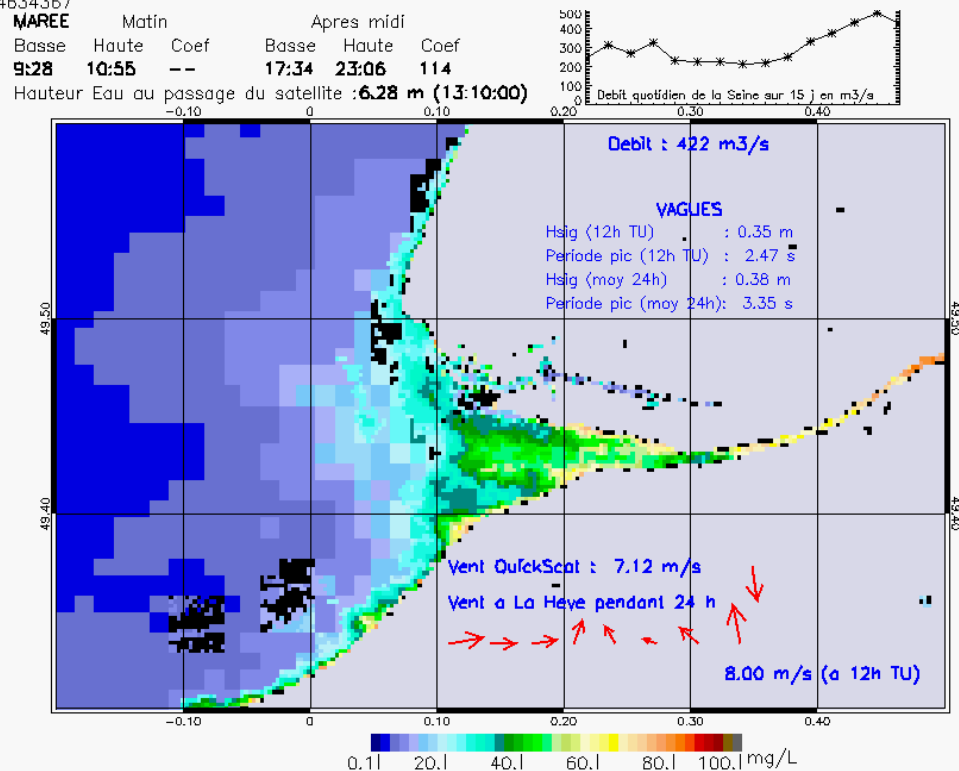 MAREE Matin Apres midi
Basse Haute Coef Basse Haute Coef
9:28 10:55 -- 17:34 23:06 114
Hauteur Eau au passage du satellite :6.28 m (13:10:00)
500
400
300
200
100
Debit quotidien de la Seine sur 15 j en m3/s
-0.10 0 0.10 0.20 0.30 0.40
Debit : 422 m3/s
VAGUES
Hsig (12h TU) : 0.35 m
Periode pic (12h TU) : 2.47 s
Hsig (moy 24h) : 0.38 m
Periode pic (moy 24h): 3.35 s
49.50 49.50
49.40 49.40
Vent QuickScat : 7.12 m/s
Vent a La Heve pendant 24 h
8.00 m/s (a 12h TU)
-0.10 0 0.10 0.20 0.30 0.40
0.1| 20.| 40.| 60.| 80.| 100.| mg/L